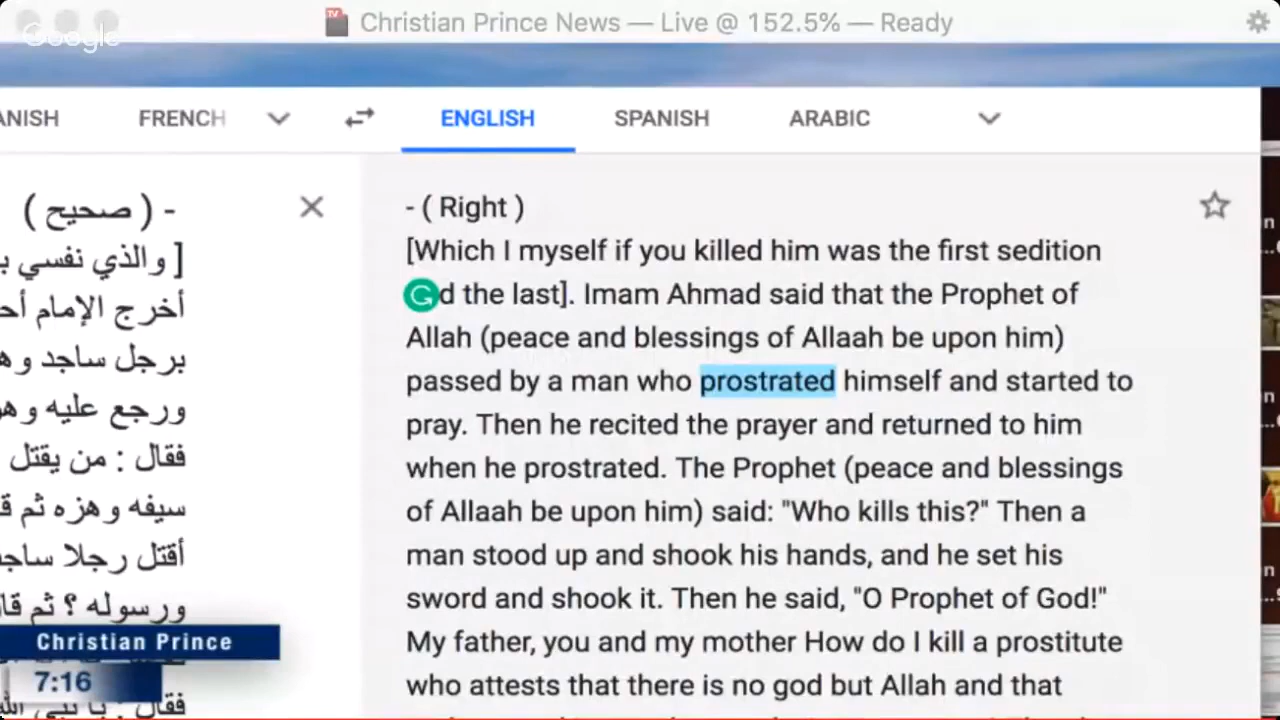 Google
Christian Prince News — Live @ 152.5% — Ready
ANISH FRENCH ENGLISH SPANISH ARABIC
- ( صحيح )
[ والذي نفسي
أخرج الإمام
برجل ساجد
ورجع عليه
فقال : من يقتل
سيفه وهزه ثم
أقتل رجلا
ورسوله ؟ ثم
فقال : يا نبي
- ( Right )
[Which I myself if you killed him was the first sedition
d the last]. Imam Ahmad said that the Prophet of
Allah (peace and blessings of Allaah be upon him)
passed by a man who prostrated himself and started to
pray. Then he recited the prayer and returned to him
when he prostrated. The Prophet (peace and blessings
of Allaah be upon him) said: "Who kills this?" Then a
man stood up and shook his hands, and he set his
sword and shook it. Then he said, "O Prophet of God!"
My father, you and my mother How do I kill a prostitute
who attests that there is no god but Allah and that
Christian Prince
7:16